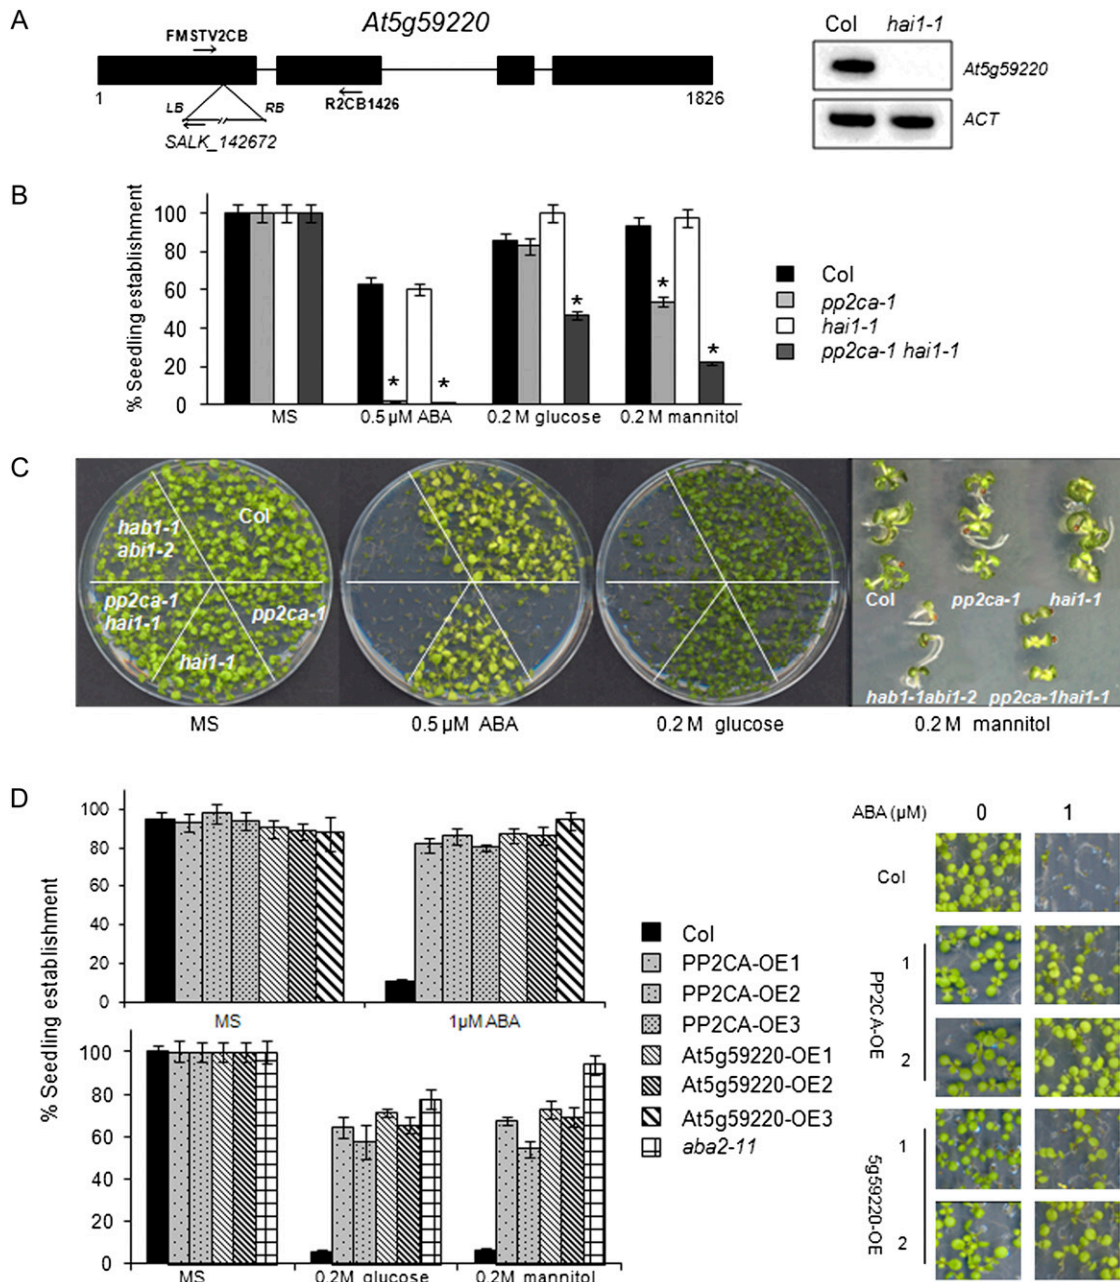 A
At5g59220
FMSTV2CB
1
LB
RB
R2CB1426
1826
SALK_142672
Col
hai1-1
At5g59220
ACT
B
% Seedling establishment
100
80
60
40
20
0
*
*
*
*
*
MS
0.5 µM ABA
0.2 M glucose
0.2 M mannitol
Col
pp2ca-1
hai1-1
pp2ca-1 hai1-1
C
hab1-1
abi1-2
Col
pp2ca-1
hai1-1
pp2ca-1
hai1-1
Col
pp2ca-1
hai1-1
hab1-1abi1-2
pp2ca-1hai1-1
MS
0.5 µM ABA
0.2 M glucose
0.2 M mannitol
D
% Seedling establishment
100
80
60
40
20
0
MS
1µM ABA
% Seedling establishment
100
80
60
40
20
0
MS
0.2M glucose
0.2M mannitol
Col
PP2CA-OE1
PP2CA-OE2
PP2CA-OE3
At5g59220-OE1
At5g59220-OE2
At5g59220-OE3
aba2-11
ABA (µM)
0
1
Col
PP2CA-OE
1
2
5g59220-OE
1
2